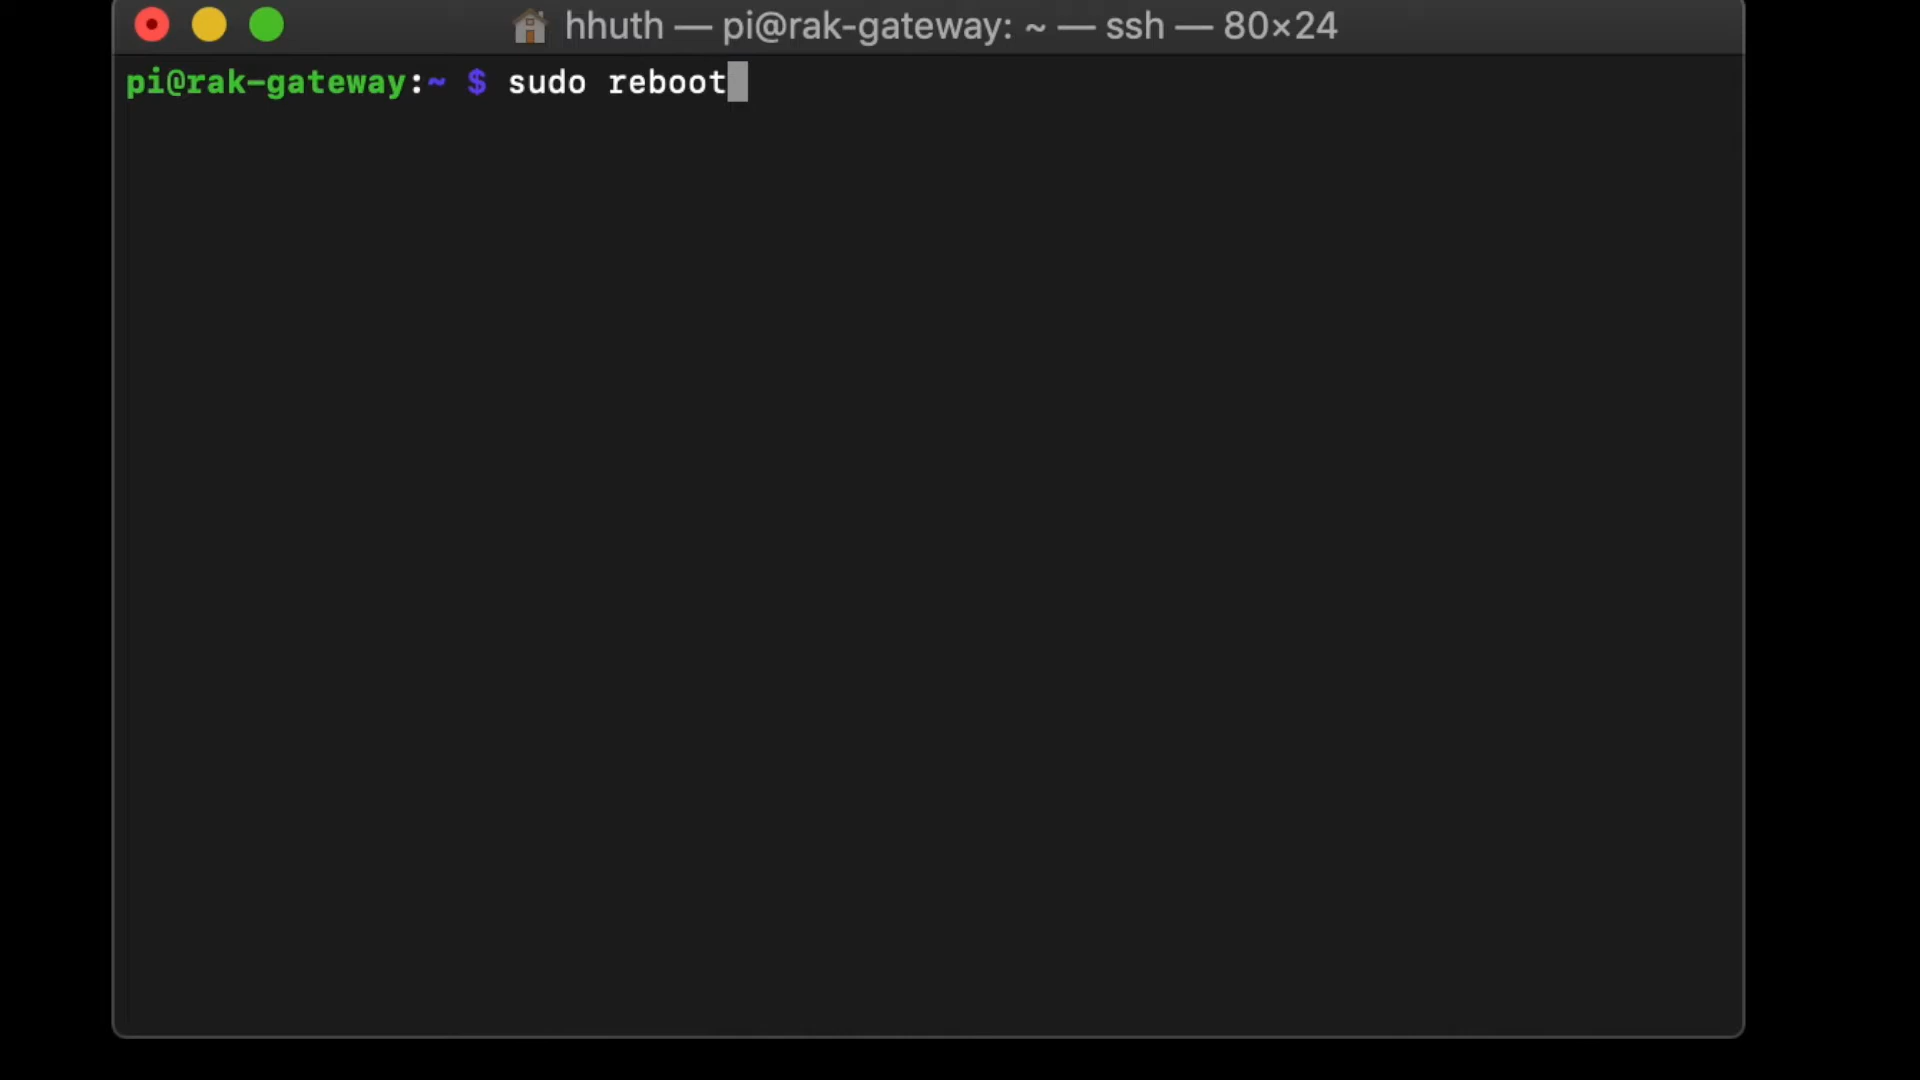 hhuth — pi@rak-gateway: ~ — ssh — 80×24
pi@rak-gateway:~ $ sudo reboot